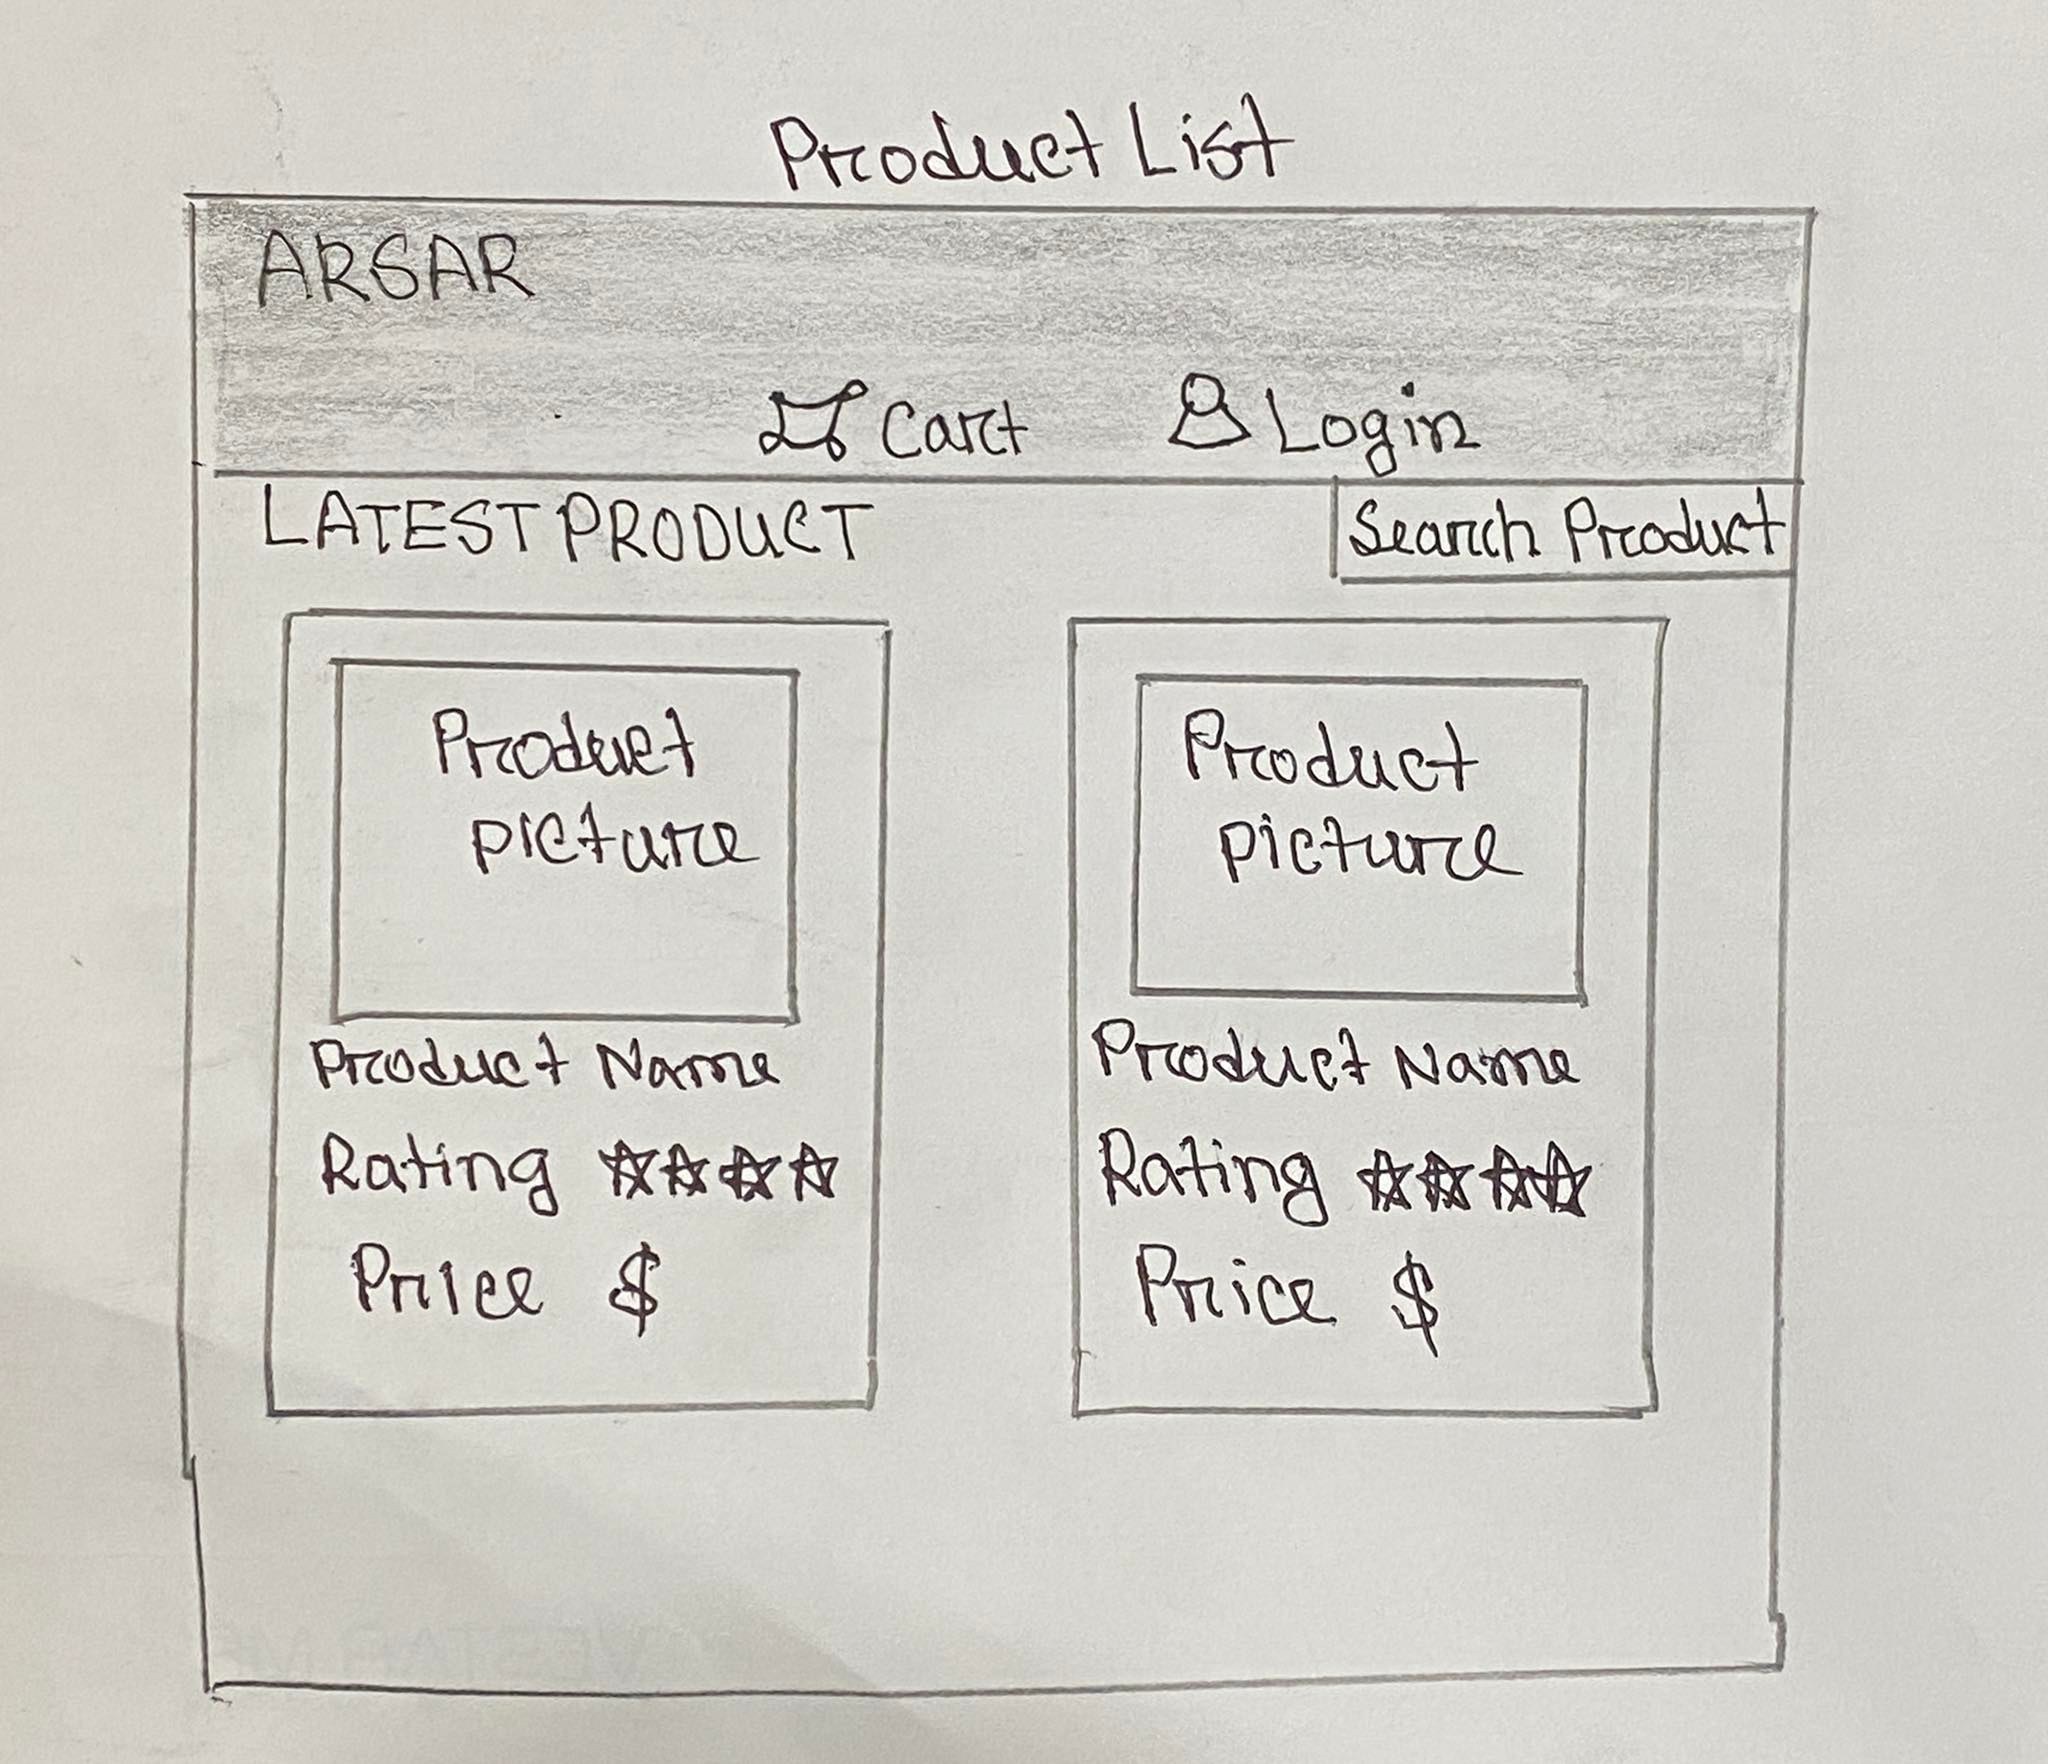 Product List
ARSAR
Cart Login
LATEST PRODUCT Search Product
Product
picture
Product Name
Rating ☆☆☆☆
Price $
Product
picture
Product Name
Rating ☆☆☆☆
Price $